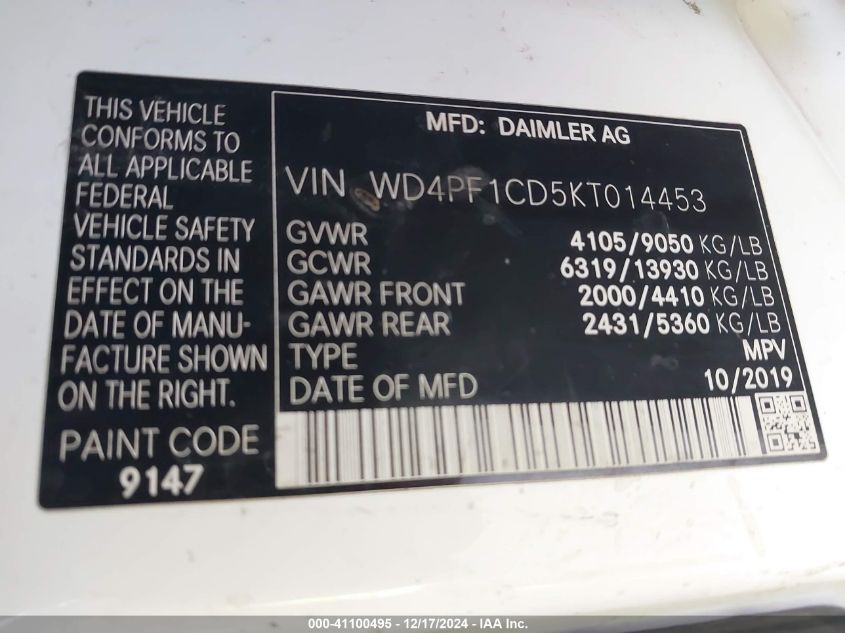 THIS VEHICLE
CONFORMS TO
ALL APPLICABLE
FEDERAL
VEHICLE SAFETY
STANDARDS IN
EFFECT ON THE
DATE OF MANU-
FACTURE SHOWN
ON THE RIGHT.
PAINT CODE
9147
MFD: DAIMLER AG
VIN WD4PF1CD5KT014453
GVWR 4105/9050 KG/LB
GCWR 6319/13930 KG/LB
GAWR FRONT 2000/4410 KG/LB
GAWR REAR 2431/5360 KG/LB
TYPE MPV
DATE OF MFD 10/2019
000-41100495 - 12/17/2024 - IAA Inc.